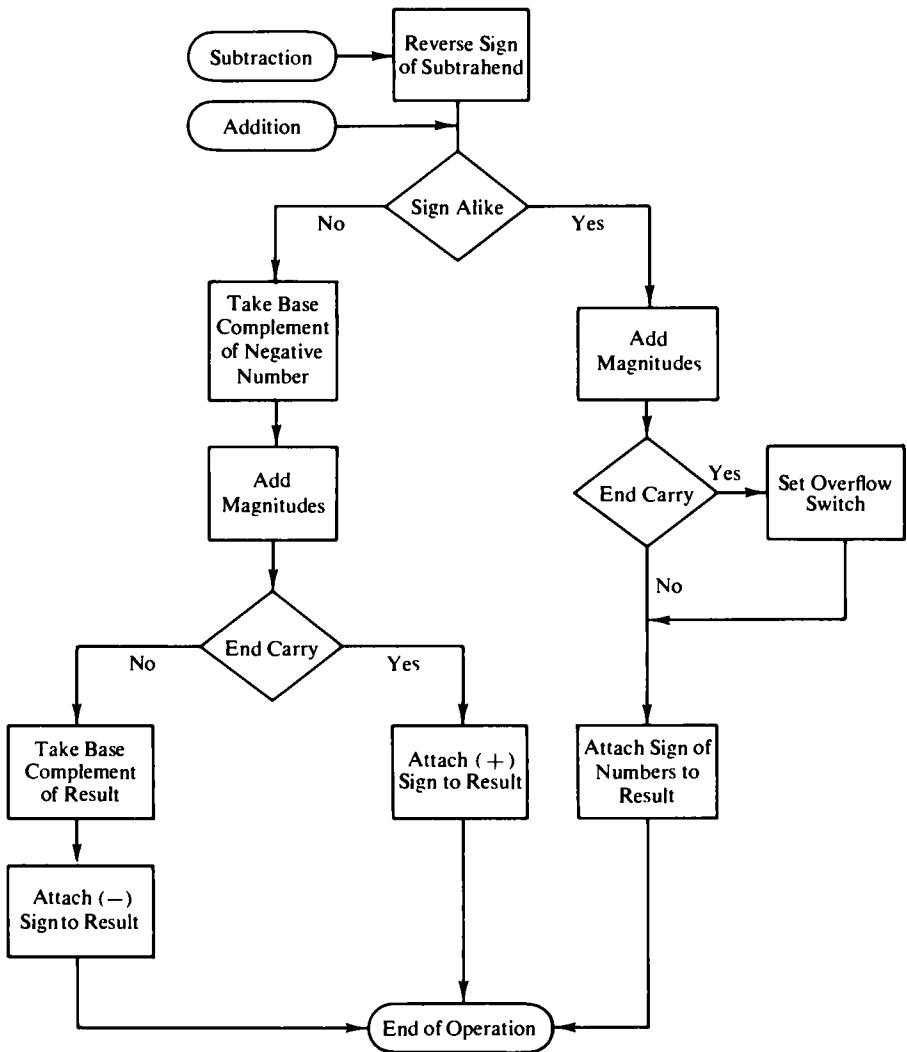 Subtraction
Reverse Sign
of Subtrahend
Addition
Sign Alike
No
Yes
Take Base
Complement
of Negative
Number
Add
Magnitudes
Add
Magnitudes
End Carry
Yes
Set Overflow
Switch
No
End Carry
No
Yes
Take Base
Complement
of Result
Attach (+)
Sign to Result
Attach Sign of
Numbers to
Result
Attach (−)
Sign to Result
End of Operation